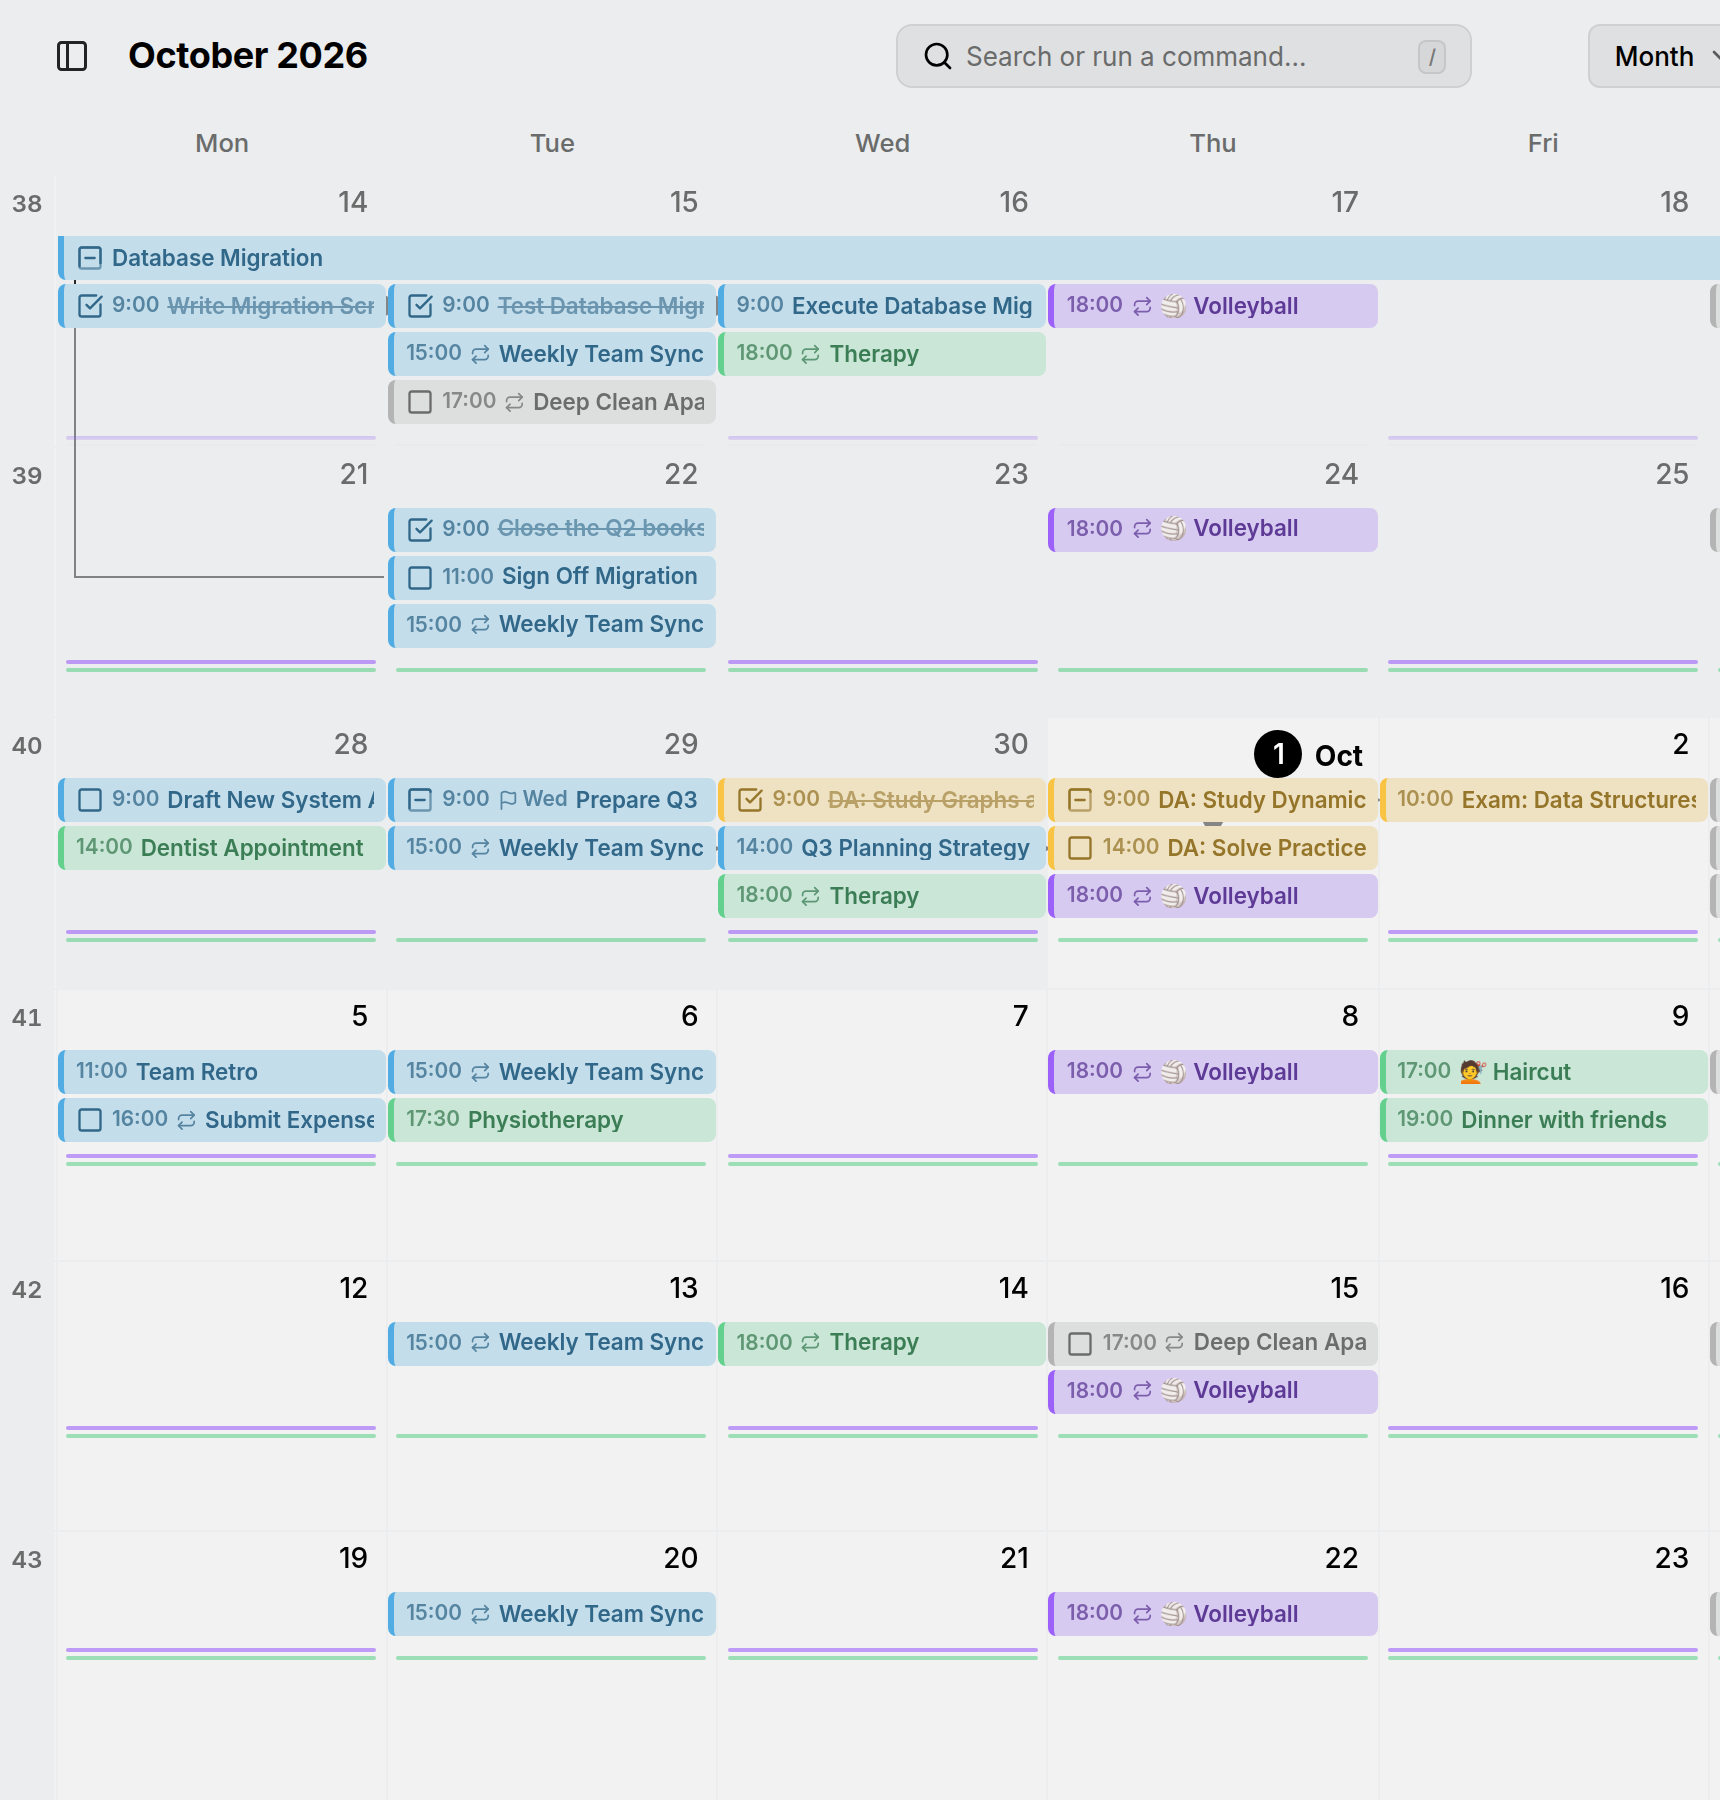 October 2026
Search or run a command...
/
Month
Mon Tue Wed Thu Fri
38 14 15 16 17 18
Database Migration
9:00 Write Migration Scr 9:00 Test Database Migr 9:00 Execute Database Mig 18:00 Volleyball
15:00 Weekly Team Sync 18:00 Therapy
17:00 Deep Clean Apa
39 21 22 23 24 25
9:00 Close the Q2 books 18:00 Volleyball
11:00 Sign Off Migration
15:00 Weekly Team Sync
40 28 29 30 1 Oct 2
9:00 Draft New System A 9:00 Wed Prepare Q3 9:00 DA: Study Graphs a 9:00 DA: Study Dynamic 10:00 Exam: Data Structures
14:00 Dentist Appointment 15:00 Weekly Team Sync 14:00 Q3 Planning Strategy 14:00 DA: Solve Practice
18:00 Therapy 18:00 Volleyball
41 5 6 7 8 9
11:00 Team Retro 15:00 Weekly Team Sync 18:00 Volleyball 17:00 Haircut
16:00 Submit Expense 17:30 Physiotherapy 19:00 Dinner with friends
42 12 13 14 15 16
15:00 Weekly Team Sync 18:00 Therapy 17:00 Deep Clean Apa
18:00 Volleyball
43 19 20 21 22 23
15:00 Weekly Team Sync 18:00 Volleyball